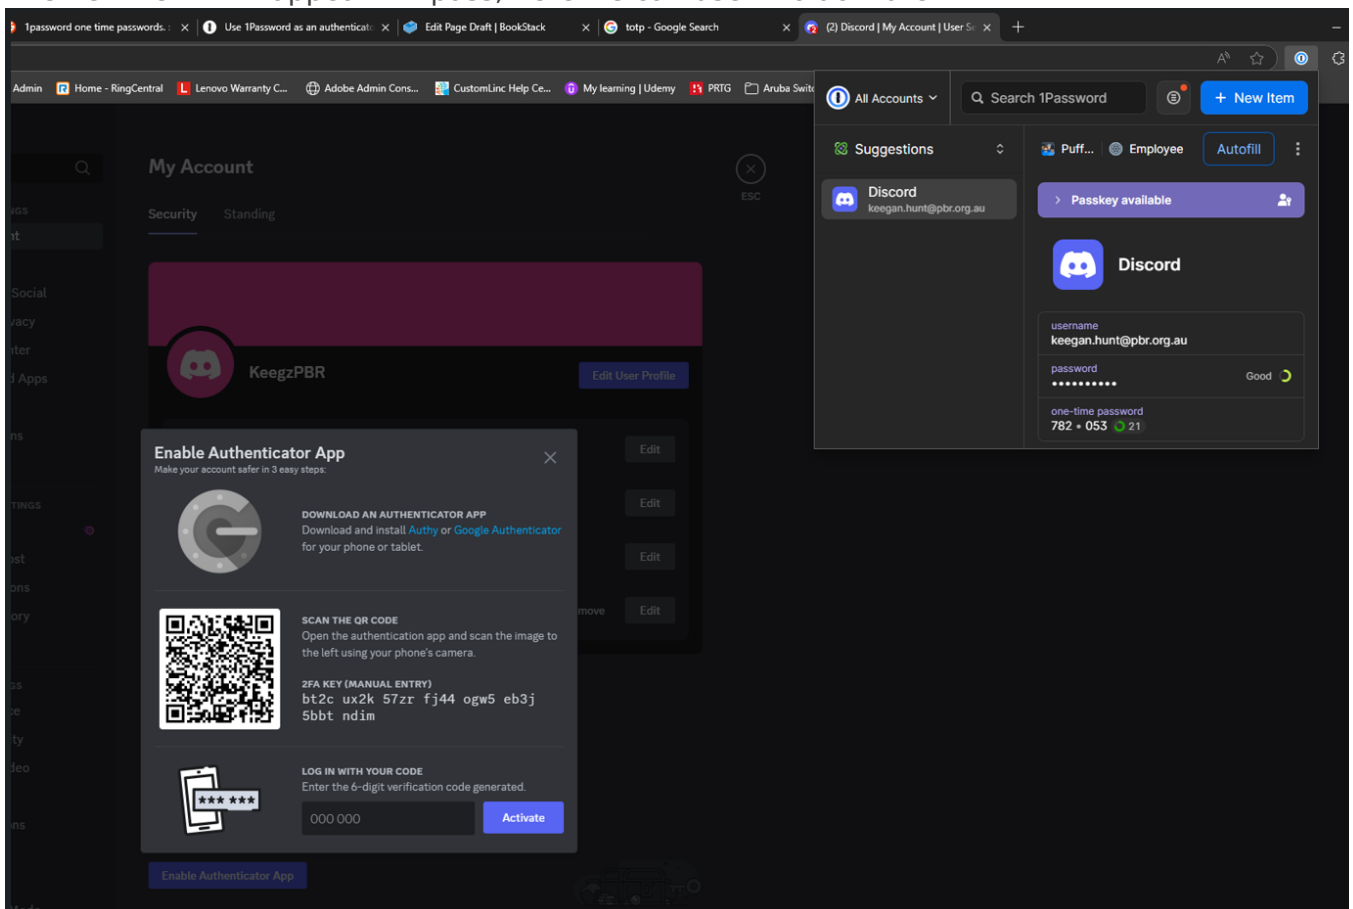 1password one time passwords. :
Use 1Password as an authenticato
Edit Page Draft | BookStack
totp - Google Search
(2) Discord | My Account | User Se
Admin
Home - RingCentral
Lenovo Warranty C...
Adobe Admin Cons...
CustomLinc Help Ce...
My learning | Udemy
PRTG
Aruba Switc
All Accounts
Search 1Password
+ New Item
Suggestions
Puff...
Employee
Autofill
Discord
keegan.hunt@pbr.org.au
Passkey available
Discord
username
keegan.hunt@pbr.org.au
password
••••••••••
Good
one-time password
782 • 053
21
My Account
ESC
Security
Standing
Social
Apps
KeegzPBR
Edit User Profile
Edit
Edit
Edit
Edit
Enable Authenticator App
Make your account safer in 3 easy steps:
DOWNLOAD AN AUTHENTICATOR APP
Download and install Authy or Google Authenticator
for your phone or tablet.
SCAN THE QR CODE
Open the authentication app and scan the image to
the left using your phone's camera.
2FA KEY (MANUAL ENTRY)
bt2c ux2k 57zr fj44 ogw5 eb3j
5bbt ndim
LOG IN WITH YOUR CODE
Enter the 6-digit verification code generated.
*** ***
000 000
Activate
Enable Authenticator App